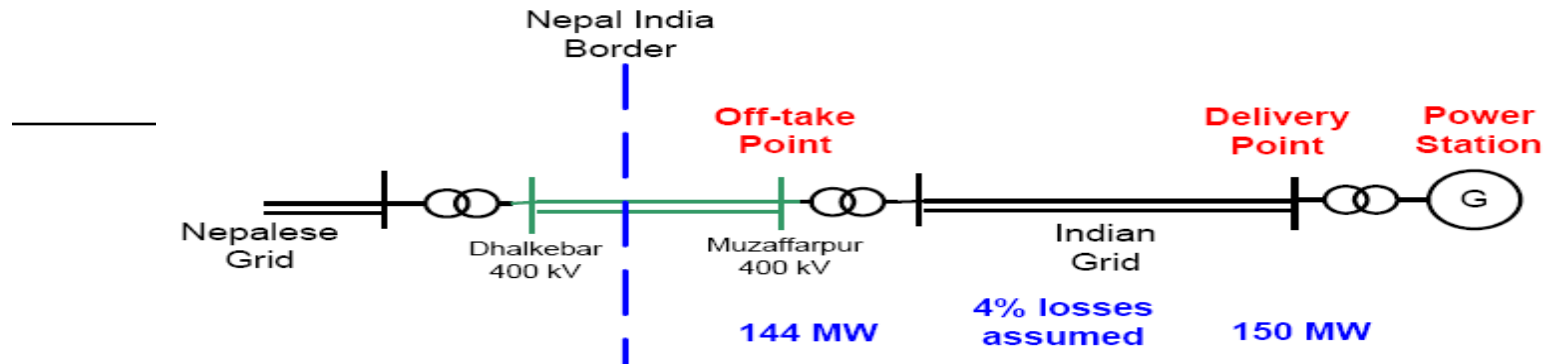 Nepal India
Border
Off-take
Point
Delivery
Point
Power
Station
G
Nepalese
Grid
Dhalkebar
400 kV
Muzaffarpur
400 kV
Indian
Grid
144 MW
4% losses
assumed
150 MW